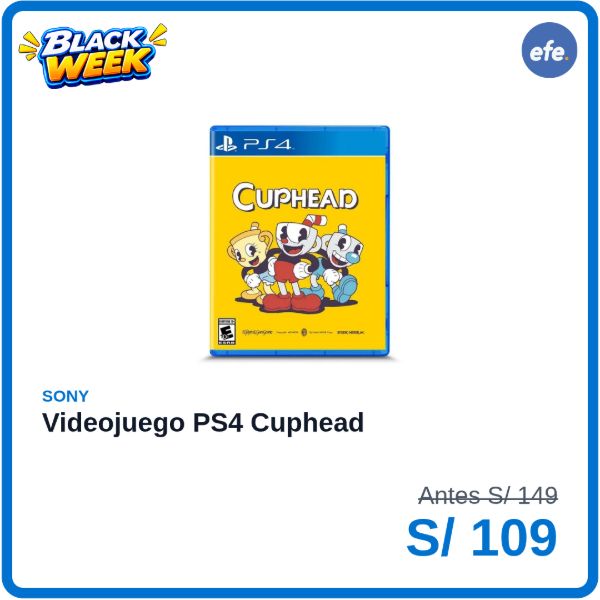 BLACK
WEEK
efe.
PS4
CUPHEAD
E
SONY
Videojuego PS4 Cuphead
Antes S/ 149
S/ 109